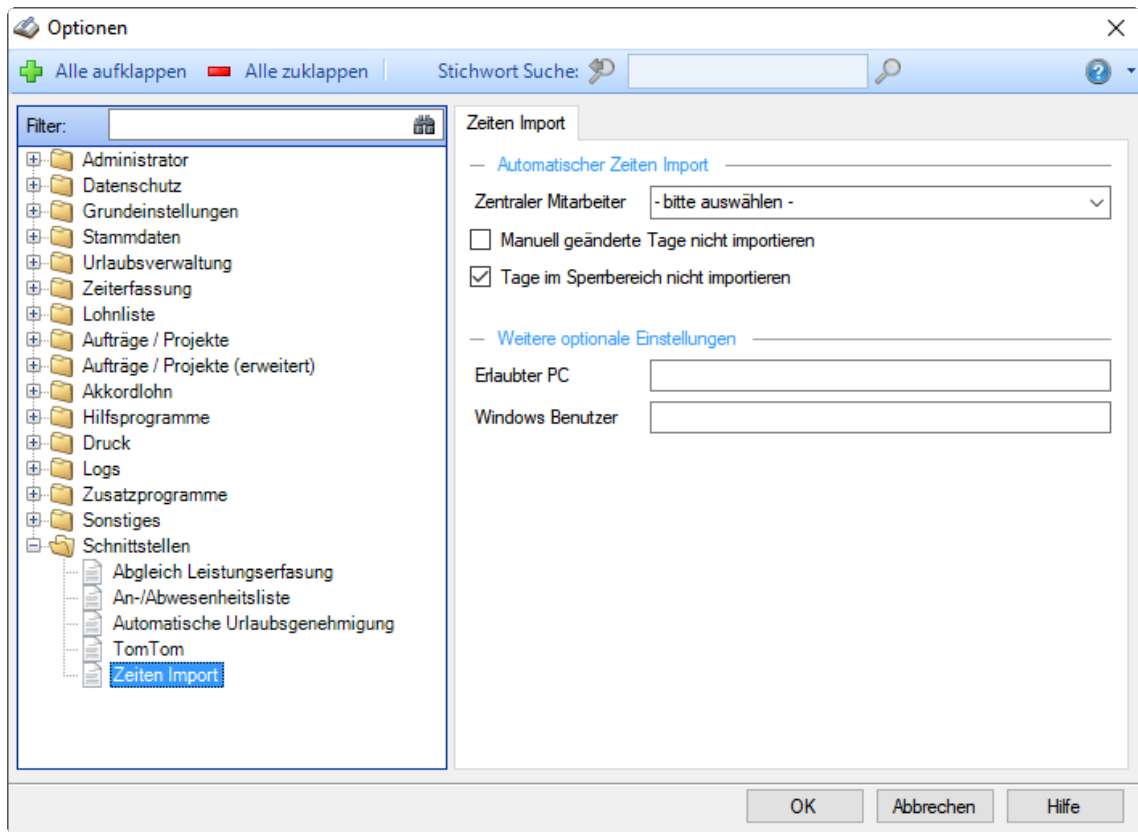 Optionen
Alle aufklappen Alle zuklappen Stichwort Suche:
Filter:
Administrator
Datenschutz
Grundeinstellungen
Stammdaten
Urlaubsverwaltung
Zeiterfassung
Lohnliste
Aufträge / Projekte
Aufträge / Projekte (erweitert)
Akkordlohn
Hilfsprogramme
Druck
Logs
Zusatzprogramme
Sonstiges
Schnittstellen
Abgleich Leistungserfasung
An-/Abwesenheitsliste
Automatische Urlaubsgenehmigung
TomTom
Zeiten Import
Zeiten Import
Automatischer Zeiten Import
Zentraler Mitarbeiter - bitte auswählen -
Manuell geänderte Tage nicht importieren
Tage im Sperrbereich nicht importieren
Weitere optionale Einstellungen
Erlaubter PC
Windows Benutzer
OK Abbrechen Hilfe